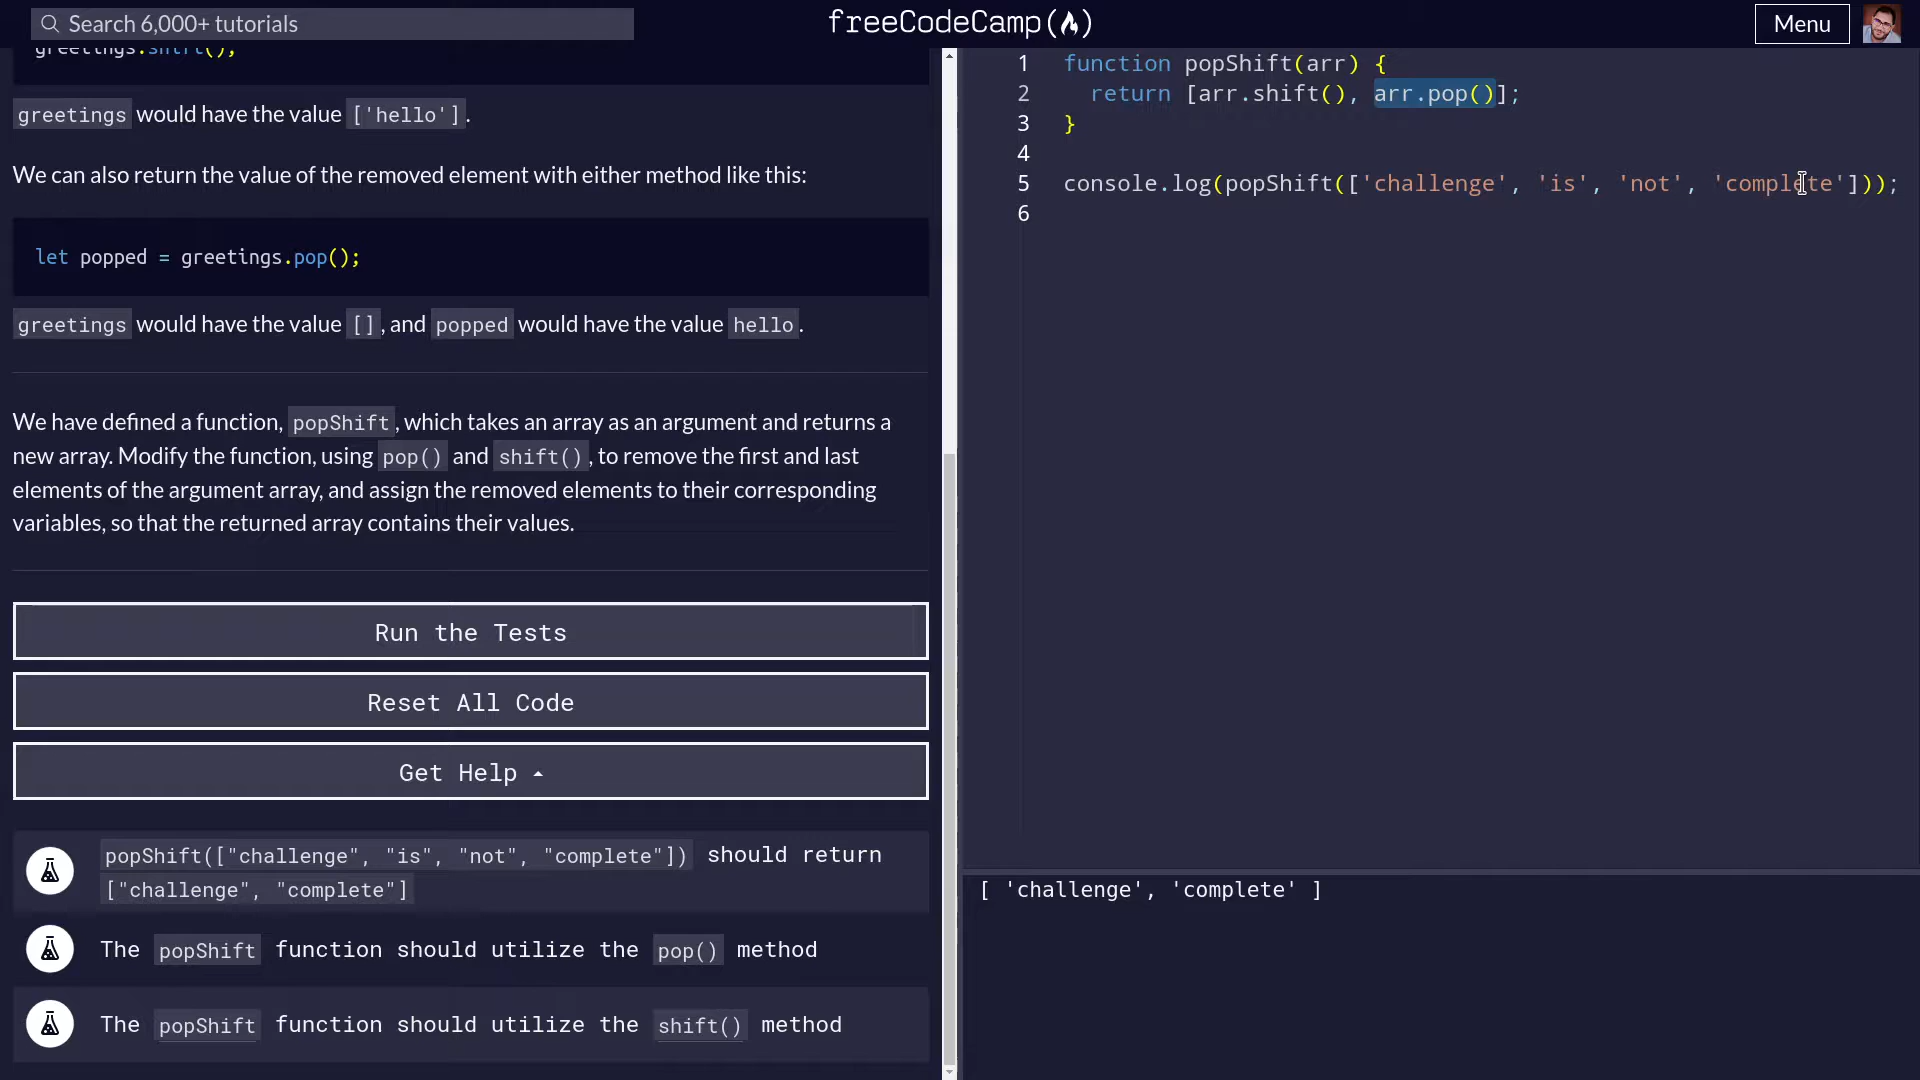 Search 6,000+ tutorials
freeCodeCamp
Menu
greetings.shift();
greetings would have the value ['hello'].
We can also return the value of the removed element with either method like this:
let popped = greetings.pop();
greetings would have the value [], and popped would have the value hello.
We have defined a function, popShift, which takes an array as an argument and returns a
new array. Modify the function, using pop() and shift(), to remove the first and last
elements of the argument array, and assign the removed elements to their corresponding
variables, so that the returned array contains their values.
Run the Tests
Reset All Code
Get Help
popShift(["challenge", "is", "not", "complete"]) should return
["challenge", "complete"]
The popShift function should utilize the pop() method
The popShift function should utilize the shift() method
1 function popShift(arr) {
2 return [arr.shift(), arr.pop()];
3 }
4
5 console.log(popShift(['challenge', 'is', 'not', 'complete']));
6
[ 'challenge', 'complete' ]